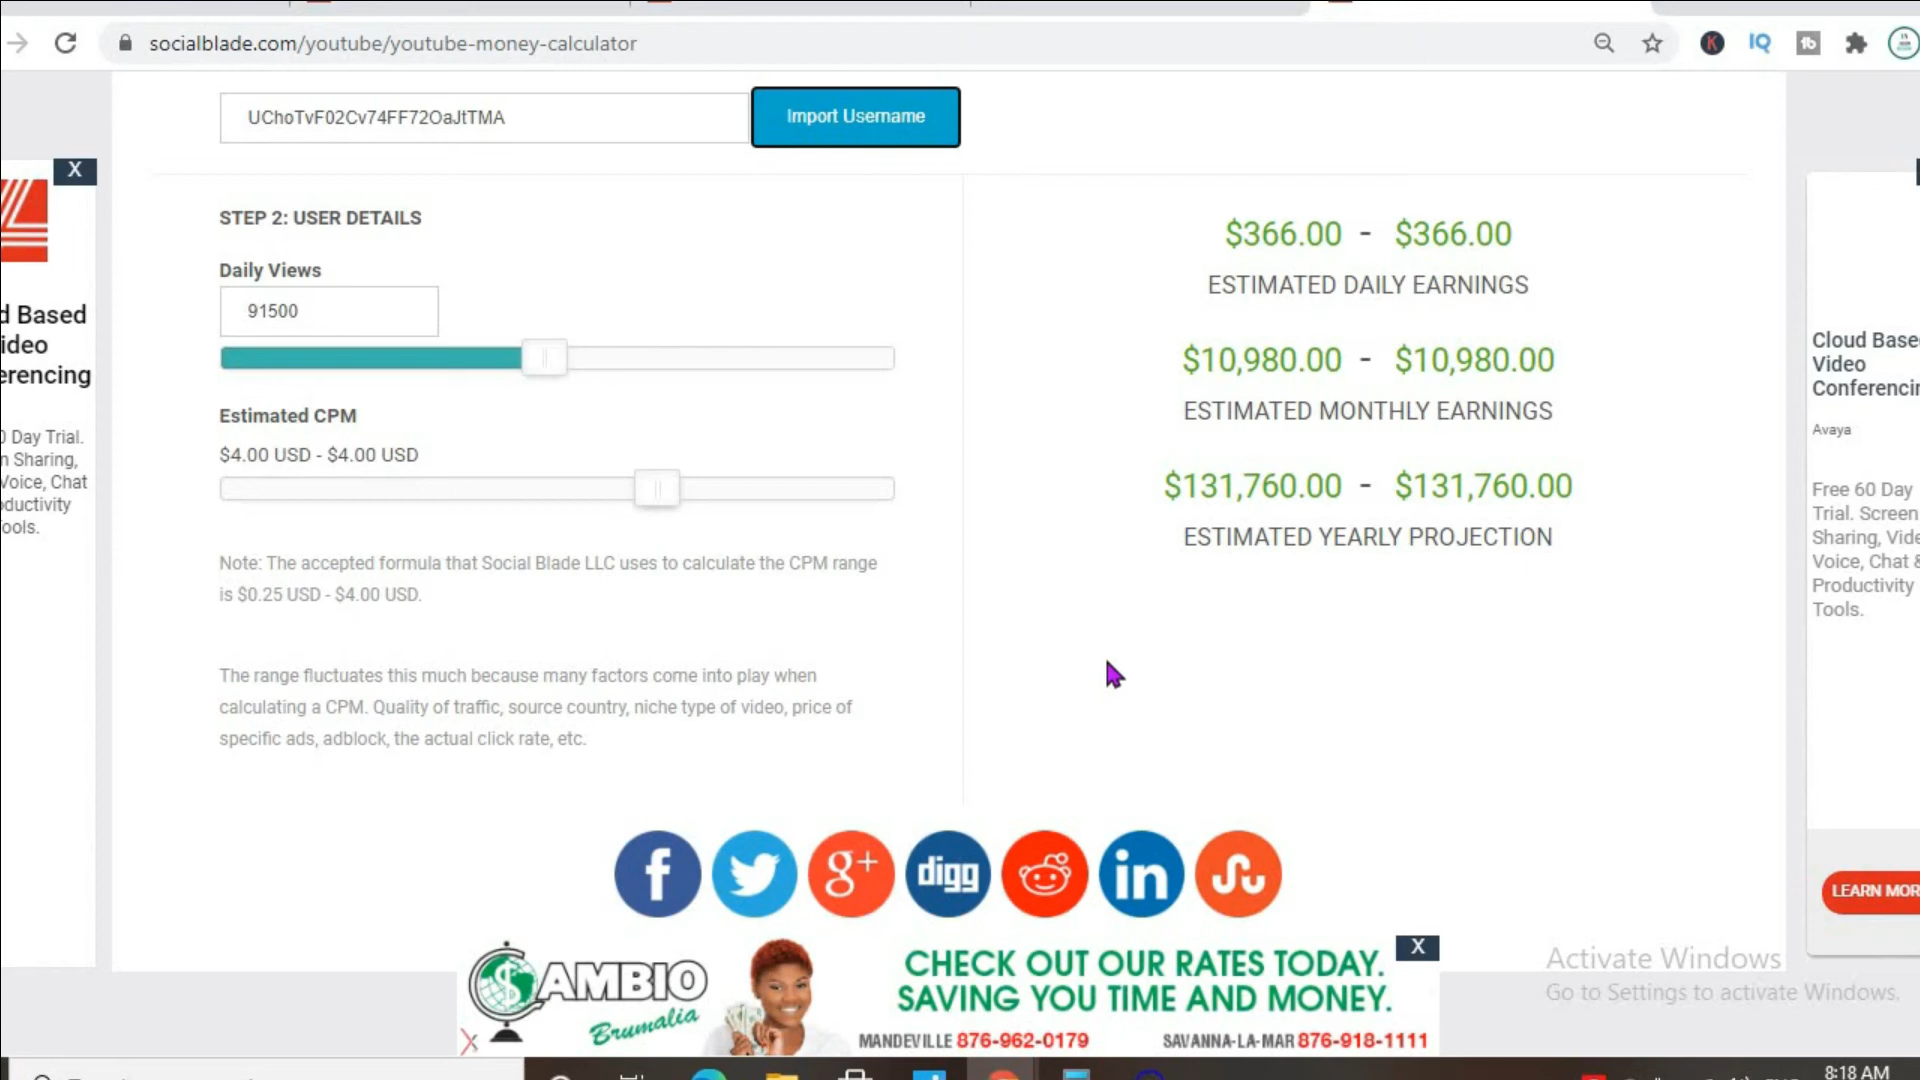 socialblade.com/youtube/youtube-money-calculator
IQ
K
tb
UChoTvF02Cv74FF72OaJtTMA
Import Username
X
STEP 2: USER DETAILS
Daily Views
91500
Estimated CPM
$4.00 USD - $4.00 USD
Note: The accepted formula that Social Blade LLC uses to calculate the CPM range
is $0.25 USD - $4.00 USD.
The range fluctuates this much because many factors come into play when
calculating a CPM. Quality of traffic, source country, niche type of video, price of
specific ads, adblock, the actual click rate, etc.
$366.00 - $366.00
ESTIMATED DAILY EARNINGS
$10,980.00 - $10,980.00
ESTIMATED MONTHLY EARNINGS
$131,760.00 - $131,760.00
ESTIMATED YEARLY PROJECTION
d Based
ideo
erencing
0 Day Trial.
n Sharing,
Voice, Chat
oductivity
ools.
Cloud Base
Video
Conferencin
Avaya
Free 60 Day
Trial. Screen
Sharing, Vide
Voice, Chat &
Productivity
Tools.
LEARN MOR
f
g+
digg
in
CAMBIO
Brumalia
CHECK OUT OUR RATES TODAY.
SAVING YOU TIME AND MONEY.
MANDEVILLE 876-962-0179 SAVANNA-LA-MAR 876-918-1111
X
Activate Windows
Go to Settings to activate Windows.
8:18 AM